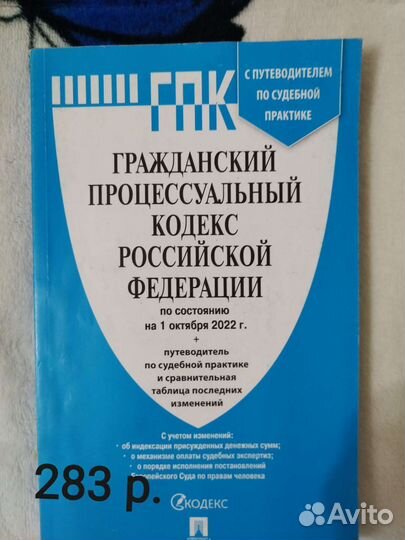 ГПК
С ПУТЕВОДИТЕЛЕМ
ПО СУДЕБНОЙ
ПРАКТИКЕ
ГРАЖДАНСКИЙ
ПРОЦЕССУАЛЬНЫЙ
КОДЕКС
РОССИЙСКОЙ
ФЕДЕРАЦИИ
по состоянию
на 1 октября 2022 г.
+
путеводитель
по судебной практике
и сравнительная
таблица последних
изменений
С учетом изменений:
• об индексации присужденных денежных сумм;
• о механизме оплаты судебных экспертиз;
• о порядке исполнения постановлений
Европейского Суда по правам человека
283 р.
КОДЕКС
Avito